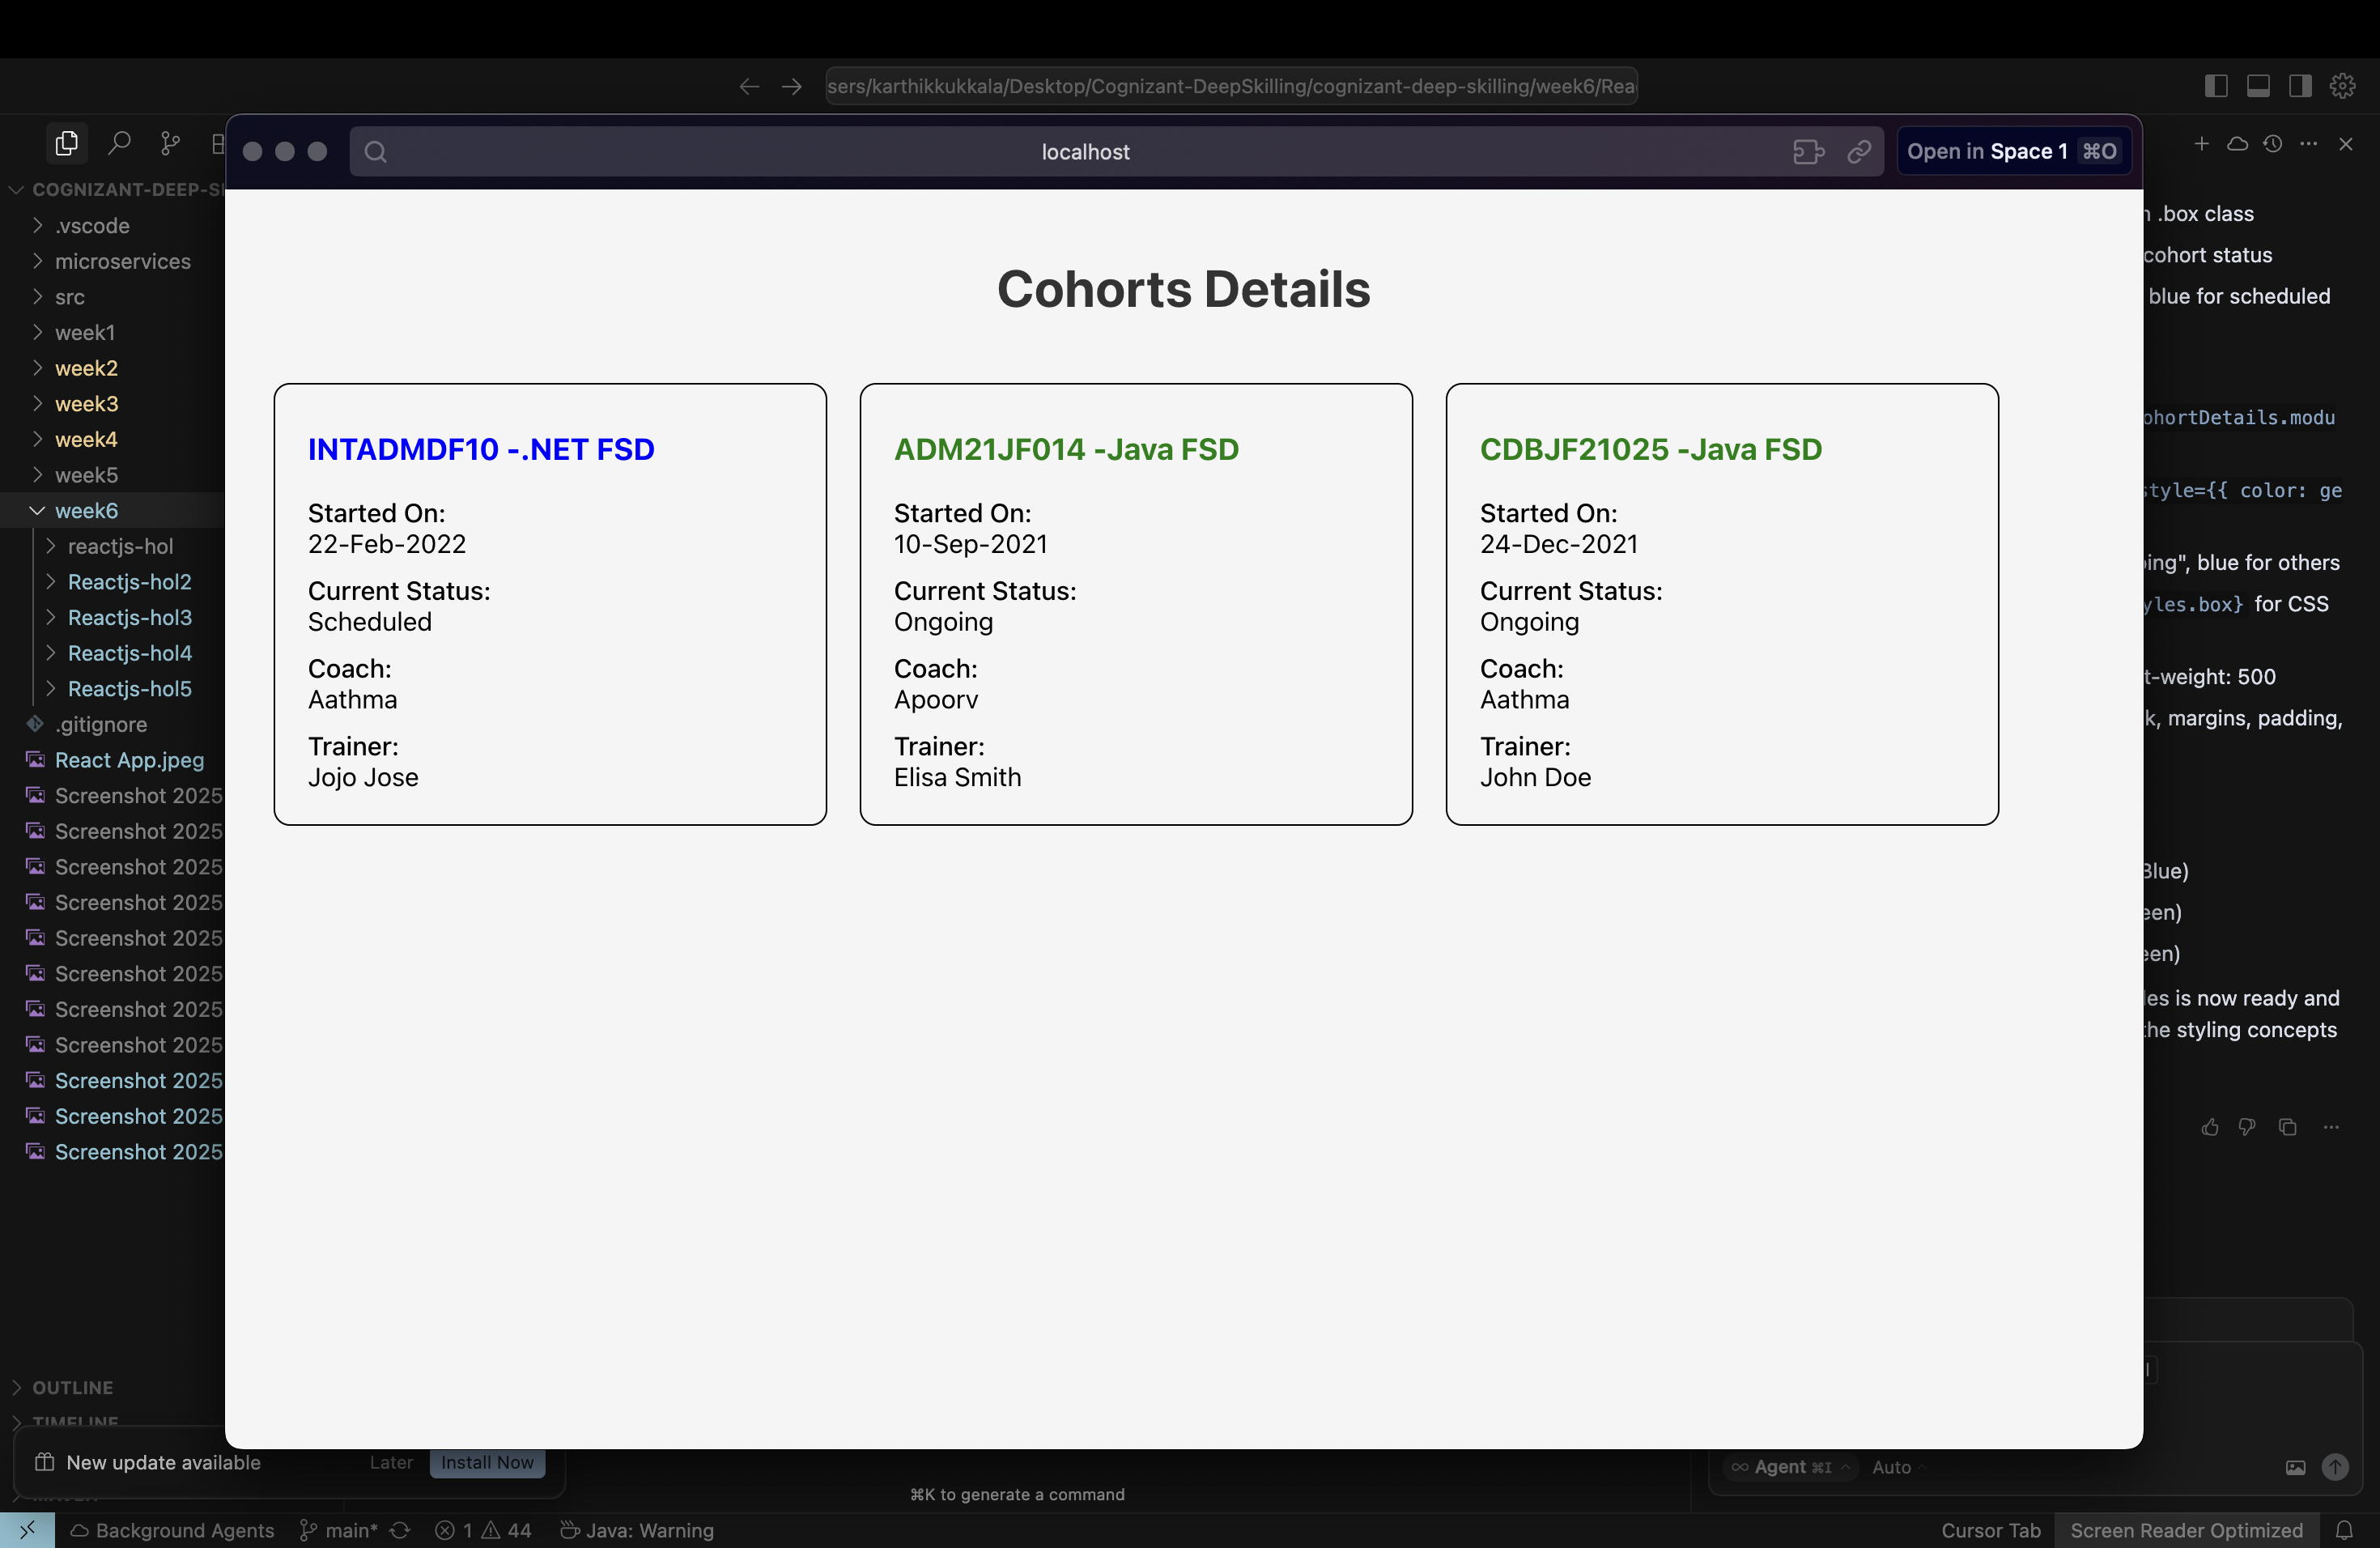 sers/karthikkukkala/Desktop/Cognizant-DeepSkilling/cognizant-deep-skilling/week6/Rea
localhost
Open in Space 1 ⌘O
COGNIZANT-DEEP-S
.vscode
microservices
src
week1
week2
week3
week4
week5
week6
reactjs-hol
Reactjs-hol2
Reactjs-hol3
Reactjs-hol4
Reactjs-hol5
.gitignore
React App.jpeg
Screenshot 2025
Screenshot 2025
Screenshot 2025
Screenshot 2025
Screenshot 2025
Screenshot 2025
Screenshot 2025
Screenshot 2025
Screenshot 2025
Screenshot 2025
Screenshot 2025
OUTLINE
TIMELINE
Cohorts Details
INTADMDF10 -.NET FSD
Started On:
22-Feb-2022
Current Status:
Scheduled
Coach:
Aathma
Trainer:
Jojo Jose
ADM21JF014 -Java FSD
Started On:
10-Sep-2021
Current Status:
Ongoing
Coach:
Apoorv
Trainer:
Elisa Smith
CDBJF21025 -Java FSD
Started On:
24-Dec-2021
Current Status:
Ongoing
Coach:
Aathma
Trainer:
John Doe
.box class
cohort status
blue for scheduled
ohortDetails.modu
style={{ color: ge
ing", blue for others
yles.box} for CSS
t-weight: 500
k, margins, padding,
Blue)
een)
een)
les is now ready and
the styling concepts
New update available
Later
Install Now
⌘K to generate a command
Agent ⌘I
Auto
Background Agents
main*
1
44
Java: Warning
Cursor Tab
Screen Reader Optimized